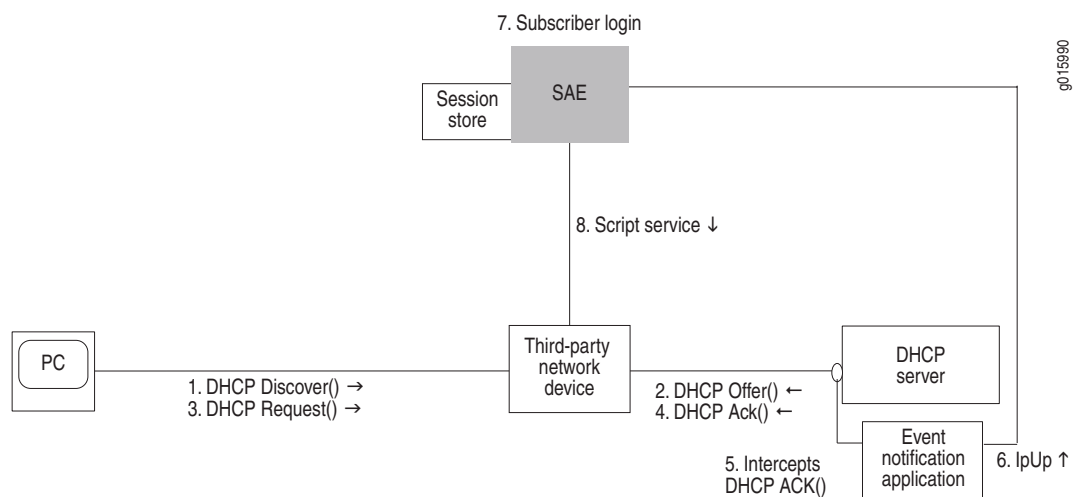 7. Subscriber login
g015990
SAE
Session
store
8. Script service ↓
PC
Third-party
network
device
DHCP
server
1. DHCP Discover() →
3. DHCP Request() →
2. DHCP Offer() ←
4. DHCP Ack() ←
5. Intercepts
DHCP ACK()
Event
notification
application
6. IpUp ↑